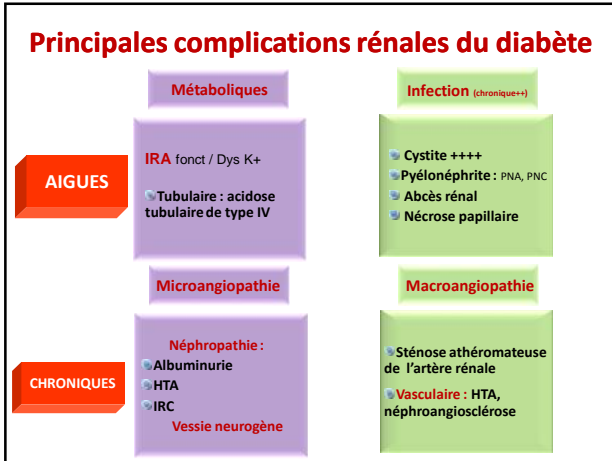 Principales complications rénales du diabète
Métaboliques
Infection (chronique++)
AIGUES
IRA fonct / Dys K+
Tubulaire : acidose
tubulaire de type IV
Cystite ++++
Pyélonéphrite : PNA, PNC
Abcès rénal
Nécrose papillaire
Microangiopathie
Macroangiopathie
CHRONIQUES
Néphropathie :
Albuminurie
HTA
IRC
Vessie neurogène
Sténose athéromateuse
de l'artère rénale
Vasculaire : HTA,
néphroangiosclérose